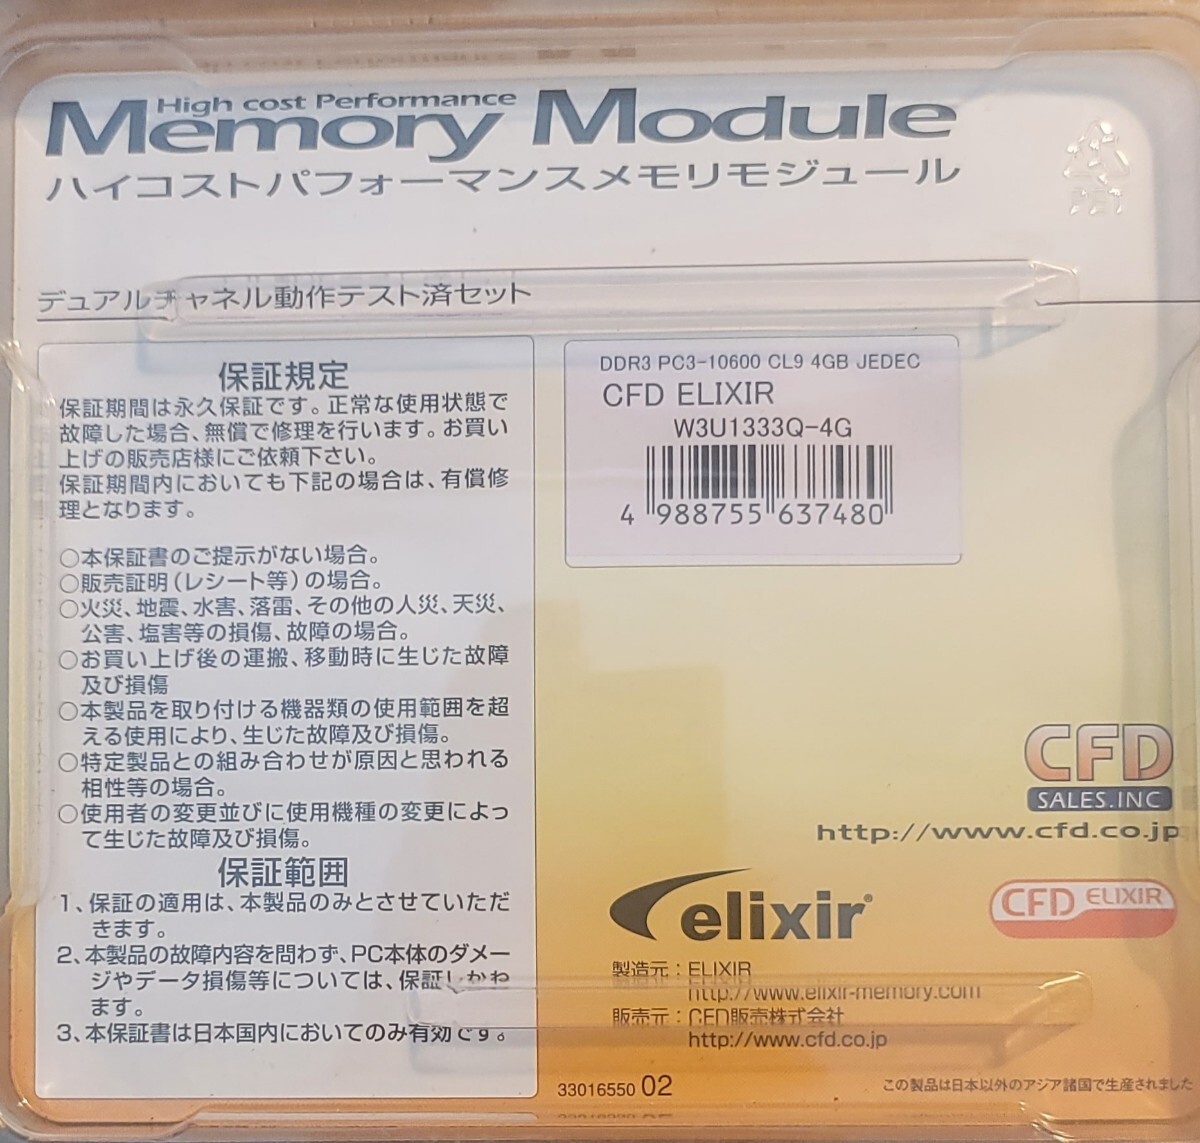 High cost Performance
Memory Module
ハイコストパフォーマンスメモリモジュール
PET
デュアルチャネル動作テスト済セット
保証規定
保証期間は永久保証です。正常な使用状態で
故障した場合、無償で修理を行います。お買い
上げの販売店様にご依頼下さい。
保証期間内においても下記の場合は、有償修
理となります。
○本保証書のご提示がない場合。
○販売証明(レシート等)の場合。
○火災、地震、水害、落雷、その他の人災、天災、
公害、塩害等の損傷、故障の場合。
○お買い上げ後の運搬、移動時に生じた故障
及び損傷
○本製品を取り付ける機器類の使用範囲を超
える使用により、生じた故障及び損傷。
○特定製品との組み合わせが原因と思われる
相性等の場合。
○使用者の変更並びに使用機種の変更によっ
て生じた故障及び損傷。
保証範囲
1、保証の適用は、本製品のみとさせていただ
きます。
2、本製品の故障内容を問わず、PC本体のダメー
ジやデータ損傷等については、保証しかね
ます。
3、本保証書は日本国内においてのみ有効です。
DDR3 PC3-10600 CL9 4GB JEDEC
CFD ELIXIR
W3U1333Q-4G
4 988755 637480
CFD
SALES.INC
http://www.cfd.co.jp
elixir®
CFD ELIXIR
製造元：ELIXIR
http://www.elixir-memory.com
販売元：CFD販売株式会社
http://www.cfd.co.jp
33016550 02
この製品は日本以外のアジア諸国で生産されました